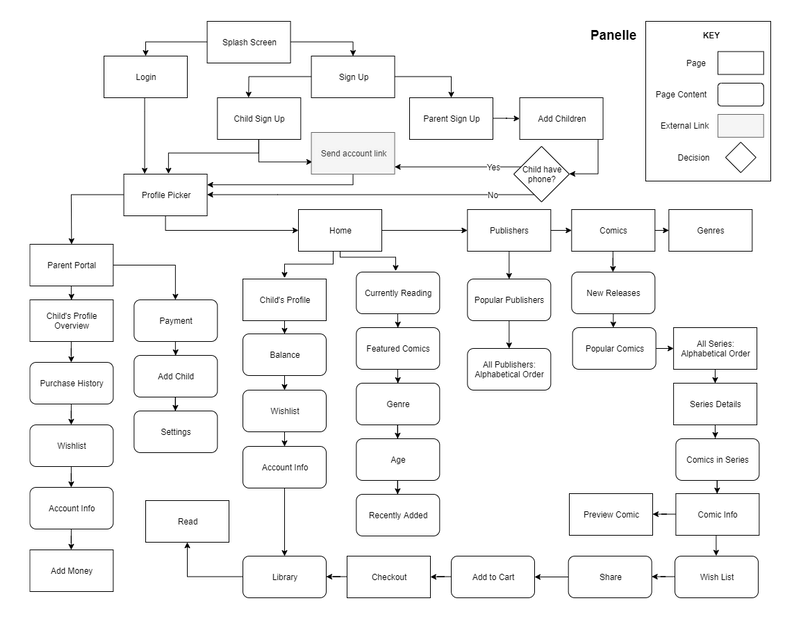 Panelle
KEY
Page
Page Content
External Link
Decision
Splash Screen
Login
Sign Up
Child Sign Up
Parent Sign Up
Add Children
Send account link
Yes
Child have
phone?
No
Profile Picker
Home
Publishers
Comics
Genres
Parent Portal
Child's Profile
Overview
Payment
Child's Profile
Currently Reading
Popular Publishers
New Releases
Purchase History
Add Child
Balance
Featured Comics
All Publishers:
Alphabetical Order
Popular Comics
All Series:
Alphabetical Order
Wishlist
Settings
Wishlist
Genre
Series Details
Account Info
Account Info
Age
Comics in Series
Add Money
Read
Recently Added
Preview Comic
Comic Info
Library
Checkout
Add to Cart
Share
Wish List